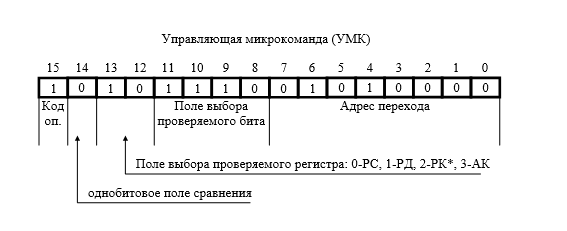 Управляющая микрокоманда (УМК)
15 14 13 12 11 10 9 8 7 6 5 4 3 2 1 0
1 0 1 0 1 1 1 0 0 1 0 1 0 0 0 0
Код оп.
Поле выбора проверяемого бита
Адрес перехода
Поле выбора проверяемого регистра: 0-РС, 1-РД, 2-РК*, 3-АК
однобитовое поле сравнения